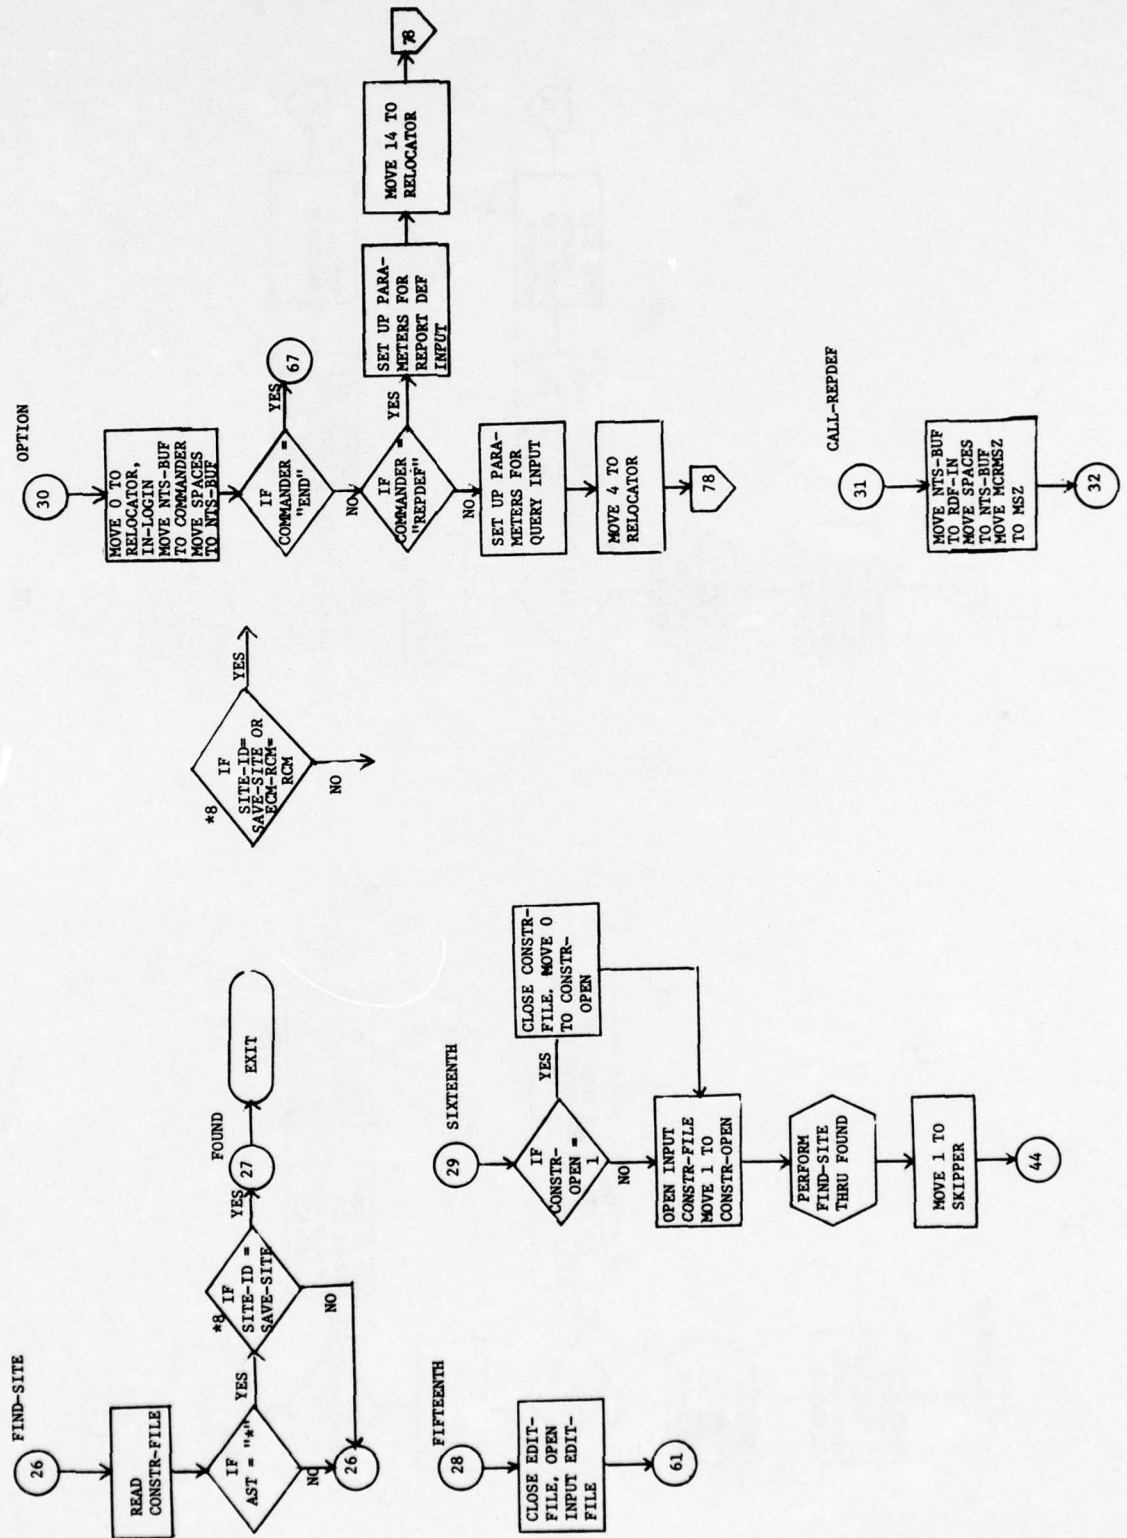 26
FIND-SITE
READ
CONSTR-FILE
IF
AST = "*"
YES
NO
26
*8
IF
SITE-ID =
SAVE-SITE
YES
NO
27
FOUND
EXIT
28
FIFTEENTH
CLOSE EDIT-
FILE, OPEN
INPUT EDIT-
FILE
61
29
SIXTEENTH
IF
CONSTR-
OPEN =
1
YES
NO
CLOSE CONSTR-
FILE. MOVE 0
TO CONSTR-
OPEN
OPEN INPUT
CONSTR-FILE
MOVE 1 TO
CONSTR-OPEN
PERFORM
FIND-SITE
THRU FOUND
MOVE 1 TO
SKIPPER
44
*8
IF
SITE-ID=
SAVE-SITE OR
ECM-RCM=
RCM
YES
NO
30
OPTION
MOVE 0 TO
RELOCATOR,
IN-LOGIN
MOVE NTS-BUF
TO COMMANDER
MOVE SPACES
TO NTS-BUF
IF
COMMANDER =
"END"
YES
67
NO
IF
COMMANDER =
"REPDEF"
YES
NO
SET UP PARA-
METERS FOR
REPORT DEF
INPUT
MOVE 14 TO
RELOCATOR
78
SET UP PARA-
METERS FOR
QUERY INPUT
MOVE 4 TO
RELOCATOR
78
31
CALL-REPDEF
MOVE NTS-BUF
TO RDF-IN
MOVE SPACES
TO NTS-BUF
MOVE MCRMSZ
TO MSZ
32